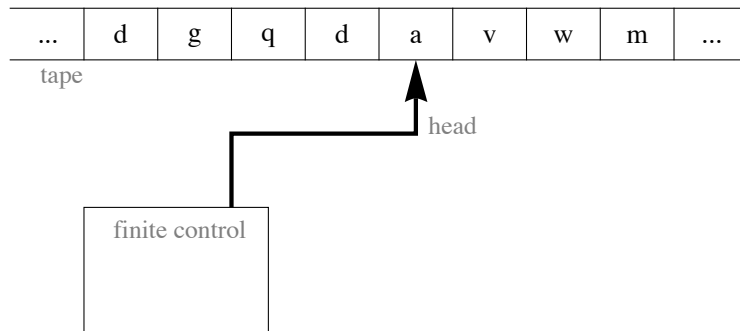 ... d g q d a v w m ...
tape
head
finite control